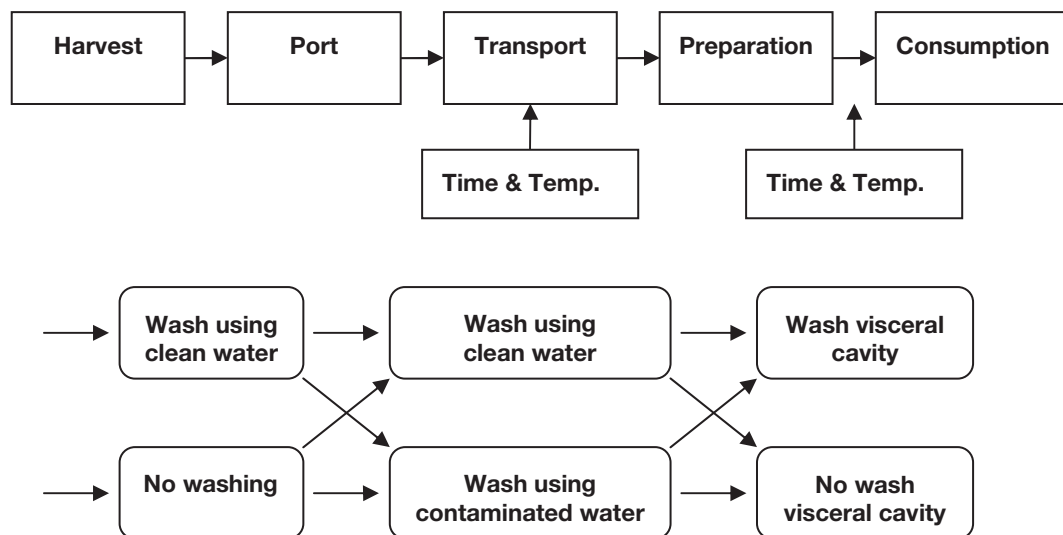 Harvest
Port
Transport
Preparation
Consumption
Time & Temp.
Time & Temp.
Wash using
clean water
Wash using
clean water
Wash visceral
cavity
No washing
Wash using
contaminated water
No wash
visceral cavity